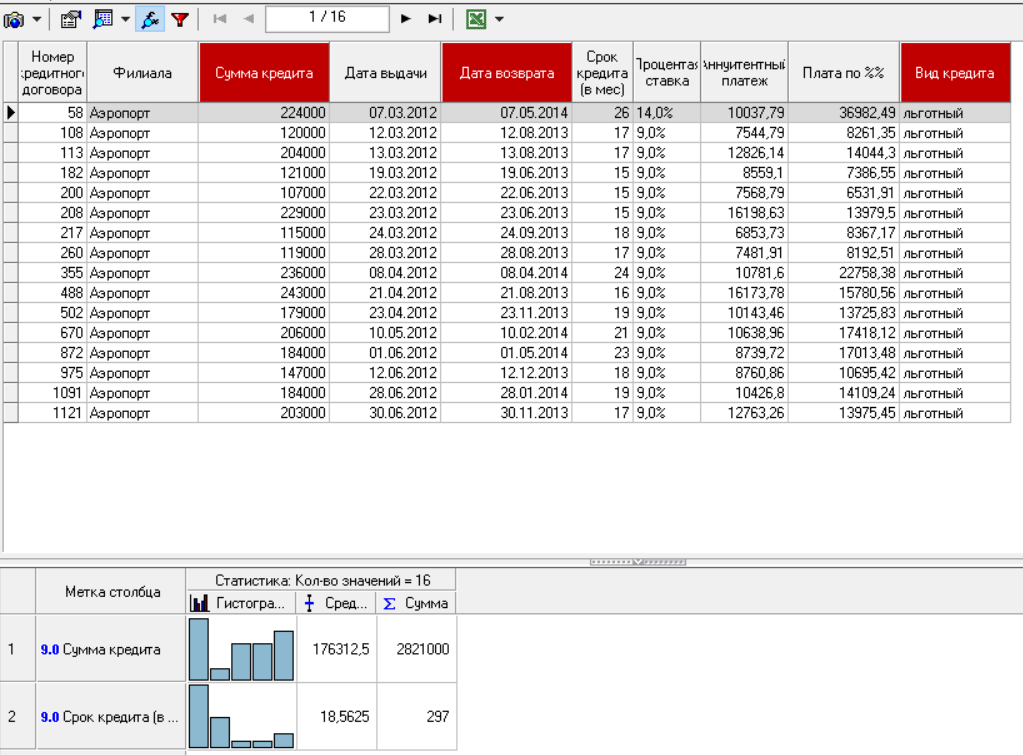 1 / 16
Номер кредитного договора Филиала Сумма кредита Дата выдачи Дата возврата Срок кредита (в мес) Процентая ставка Аннуитентный платеж Плата по %% Вид кредита
58 Аэропорт 224000 07.03.2012 07.05.2014 26 14,0% 10037,79 36982,49 льготный
108 Аэропорт 120000 12.03.2012 12.08.2013 17 9,0% 7544,79 8261,35 льготный
113 Аэропорт 204000 13.03.2012 13.08.2013 17 9,0% 12826,14 14044,3 льготный
182 Аэропорт 121000 19.03.2012 19.06.2013 15 9,0% 8559,1 7386,55 льготный
200 Аэропорт 107000 22.03.2012 22.06.2013 15 9,0% 7568,79 6531,91 льготный
208 Аэропорт 229000 23.03.2012 23.06.2013 15 9,0% 16198,63 13979,5 льготный
217 Аэропорт 115000 24.03.2012 24.09.2013 18 9,0% 6853,73 8367,17 льготный
260 Аэропорт 119000 28.03.2012 28.08.2013 17 9,0% 7481,91 8192,51 льготный
355 Аэропорт 236000 08.04.2012 08.04.2014 24 9,0% 10781,6 22758,38 льготный
488 Аэропорт 243000 21.04.2012 21.08.2013 16 9,0% 16173,78 15780,56 льготный
502 Аэропорт 179000 23.04.2012 23.11.2013 19 9,0% 10143,46 13725,83 льготный
670 Аэропорт 206000 10.05.2012 10.02.2014 21 9,0% 10638,96 17418,12 льготный
872 Аэропорт 184000 01.06.2012 01.05.2014 23 9,0% 8739,72 17013,48 льготный
975 Аэропорт 147000 12.06.2012 12.12.2013 18 9,0% 8760,86 10695,42 льготный
1091 Аэропорт 184000 28.06.2012 28.01.2014 19 9,0% 10426,8 14109,24 льготный
1121 Аэропорт 203000 30.06.2012 30.11.2013 17 9,0% 12763,26 13975,45 льготный
Метка столбца Статистика: Кол-во значений = 16
Гистогра... Сред... Σ Сумма
1 9.0 Сумма кредита 176312,5 2821000
2 9.0 Срок кредита (в ... 18,5625 297